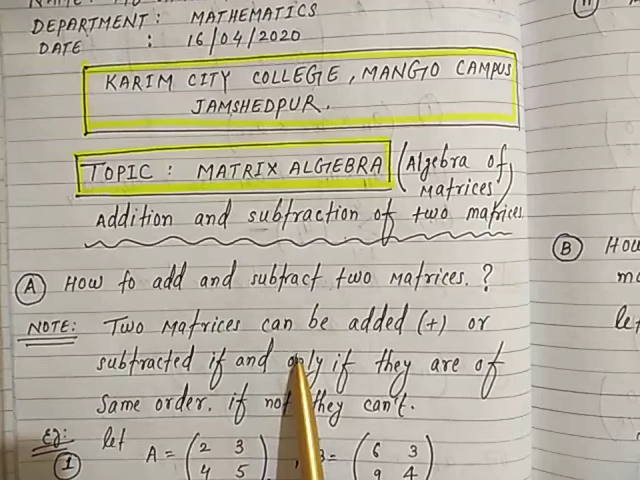 DEPARTMENT: MATHEMATICS
DATE : 16/04/2020
KARIM CITY COLLEGE, MANGO CAMPUS
JAMSHEDPUR.
TOPIC: MATRIX ALGEBRA (Algebra of Matrices)
Addition and subtraction of two matrices
(A) How to add and subtract two Matrices.?
NOTE: Two Matrices can be added (+) or
subtracted if and only if they are of
same order. if not they can't.
Eg: let A = (2 3 , B = (6 3
(1) 4 5) 9 4)
(B) How
let